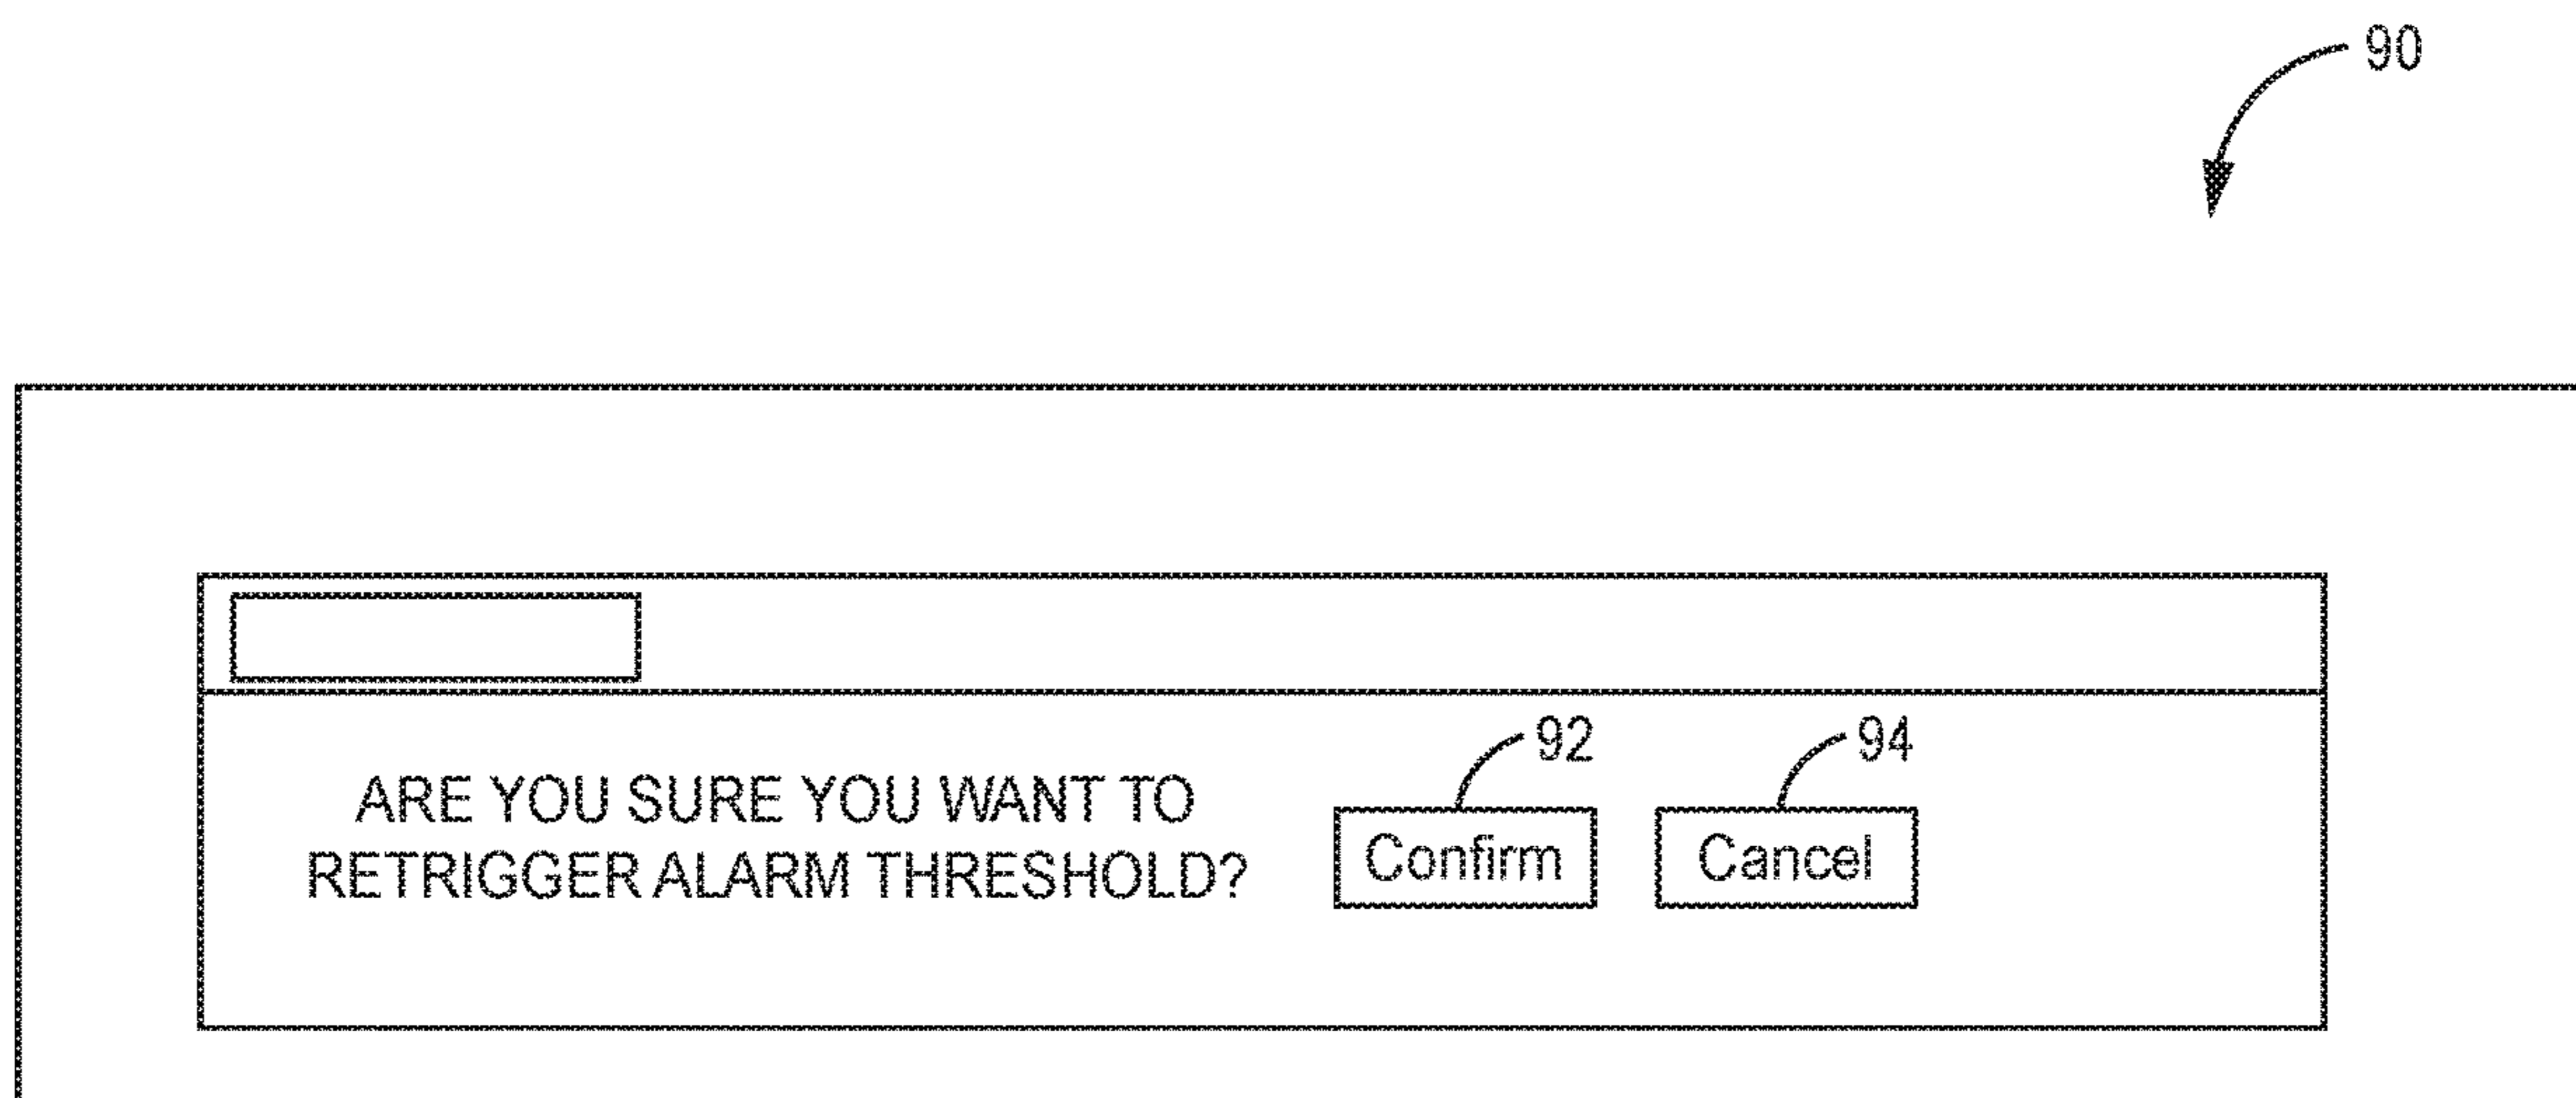 90
92
94
ARE YOU SURE YOU WANT TO
RETRIGGER ALARM THRESHOLD?
Confirm
Cancel